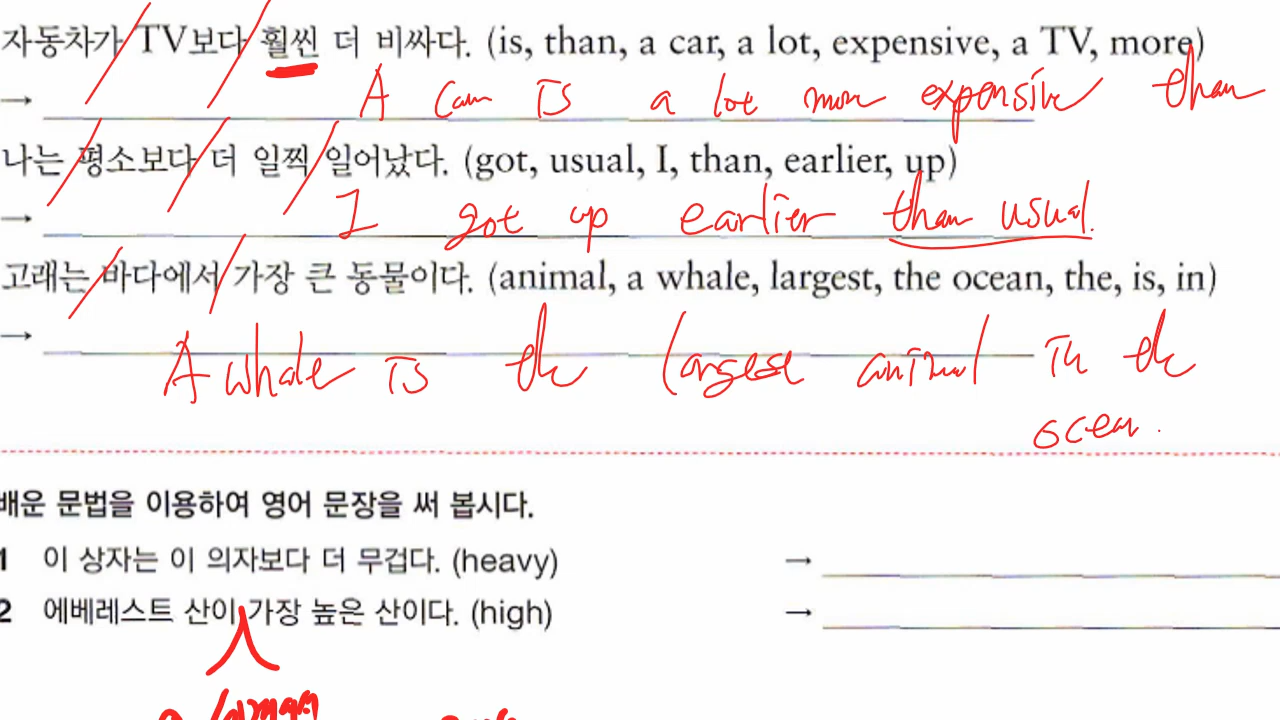 자동차가 TV보다 훨씬 더 비싸다. (is, than, a car, a lot, expensive, a TV, more)
→ A car is a lot more expensive than
나는 평소보다 더 일찍 일어났다. (got, usual, I, than, earlier, up)
→ I got up earlier than usual.
고래는 바다에서 가장 큰 동물이다. (animal, a whale, largest, the ocean, the, is, in)
→ A whale is the largest animal in the
ocean.
배운 문법을 이용하여 영어 문장을 써 봅시다.
1 이 상자는 이 의자보다 더 무겁다. (heavy) →
2 에베레스트 산이 가장 높은 산이다. (high) →